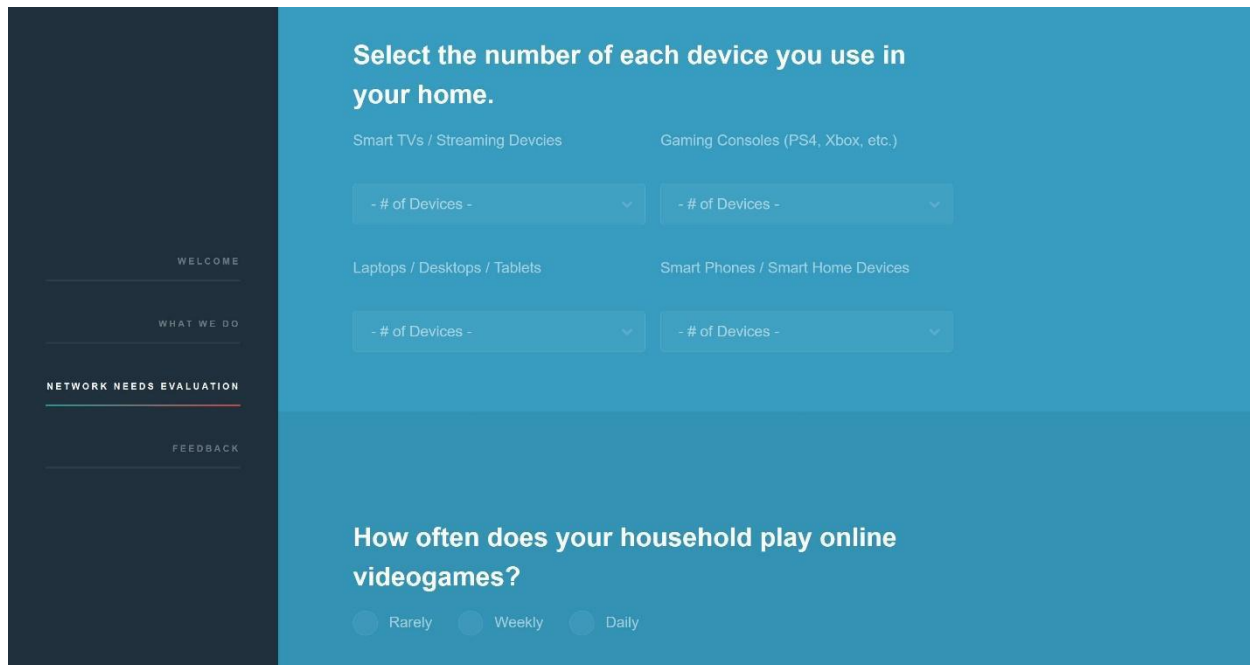 WELCOME
WHAT WE DO
NETWORK NEEDS EVALUATION
FEEDBACK
Select the number of each device you use in
your home.
Smart TVs / Streaming Devcies
Gaming Consoles (PS4, Xbox, etc.)
- # of Devices -
- # of Devices -
Laptops / Desktops / Tablets
Smart Phones / Smart Home Devices
- # of Devices -
- # of Devices -
How often does your household play online
videogames?
Rarely
Weekly
Daily